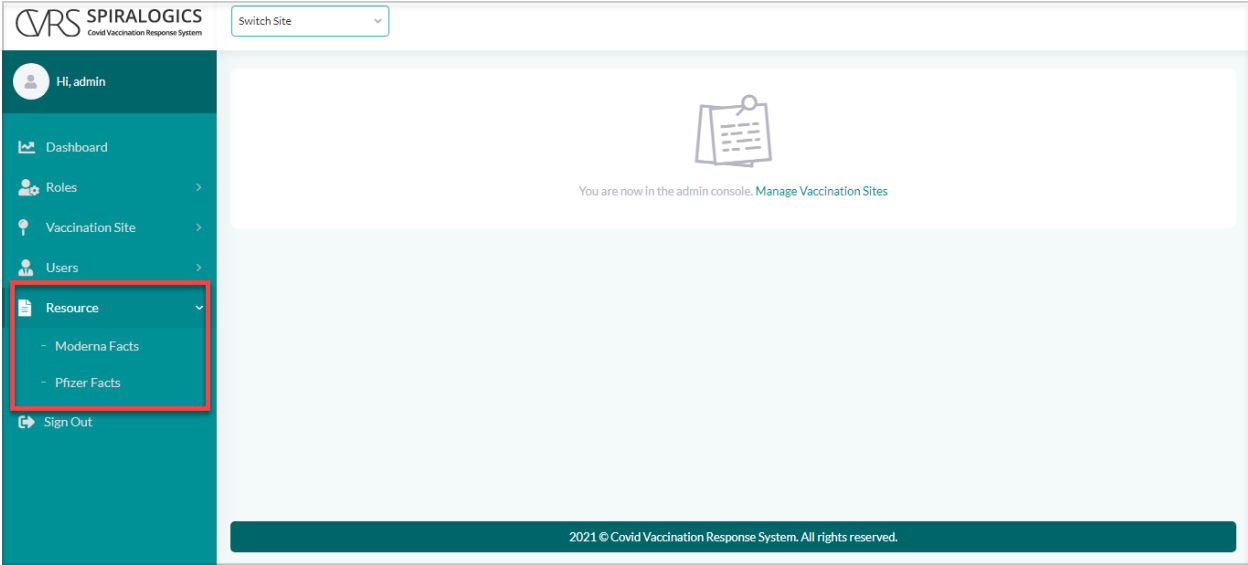 CVRS SPIRALOGICS
Covid Vaccination Response System
Switch Site
Hi, admin
Dashboard
Roles
Vaccination Site
Users
Resource
- Moderna Facts
- Pfizer Facts
Sign Out
You are now in the admin console. Manage Vaccination Sites
2021 © Covid Vaccination Response System. All rights reserved.